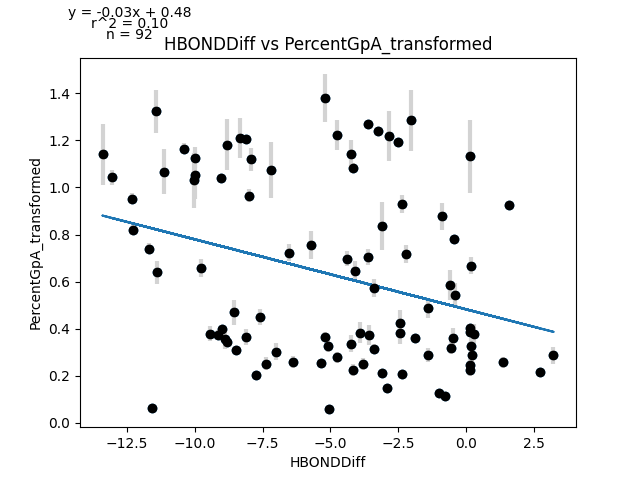 y = -0.03x + 0.48
r^2 = 0.10
n = 92
HBONDDiff vs PercentGpA_transformed
PercentGpA_transformed
1.4
1.2
1.0
0.8
0.6
0.4
0.2
0.0
−12.5 −10.0 −7.5 −5.0 −2.5 0.0 2.5
HBONDDiff